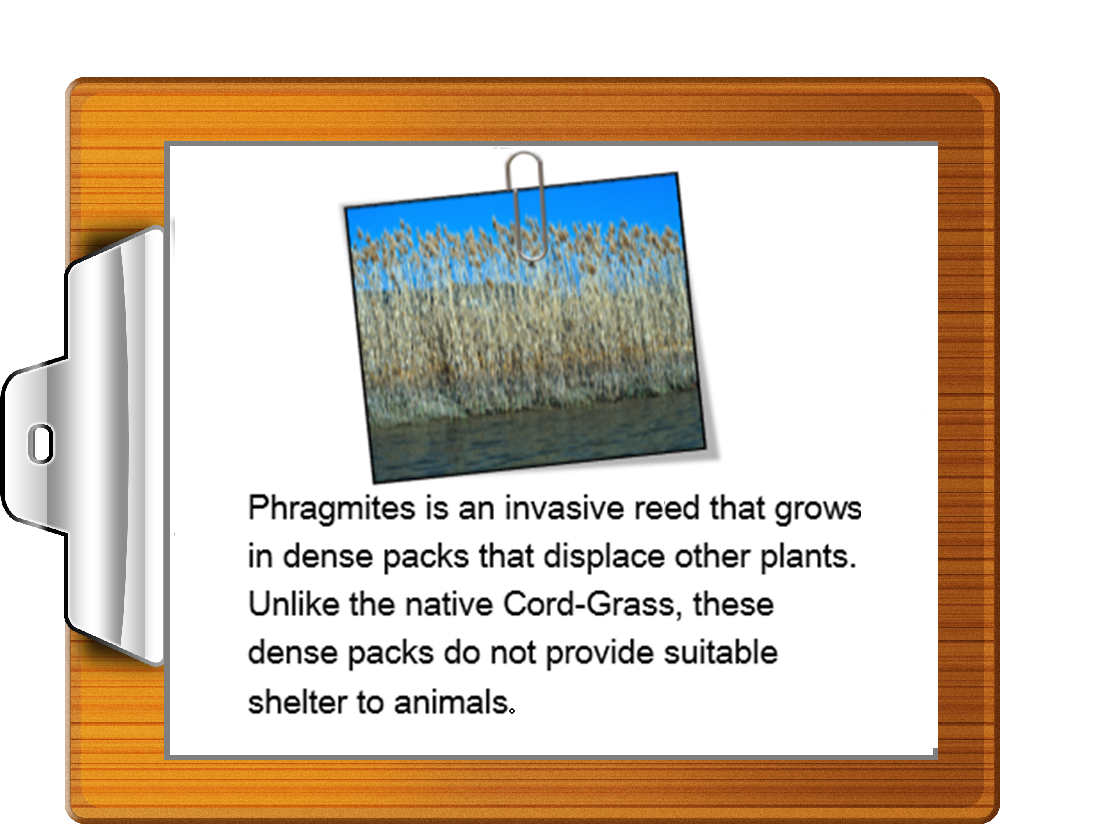 Phragmites is an invasive reed that grows
in dense packs that displace other plants.
Unlike the native Cord-Grass, these
dense packs do not provide suitable
shelter to animals.